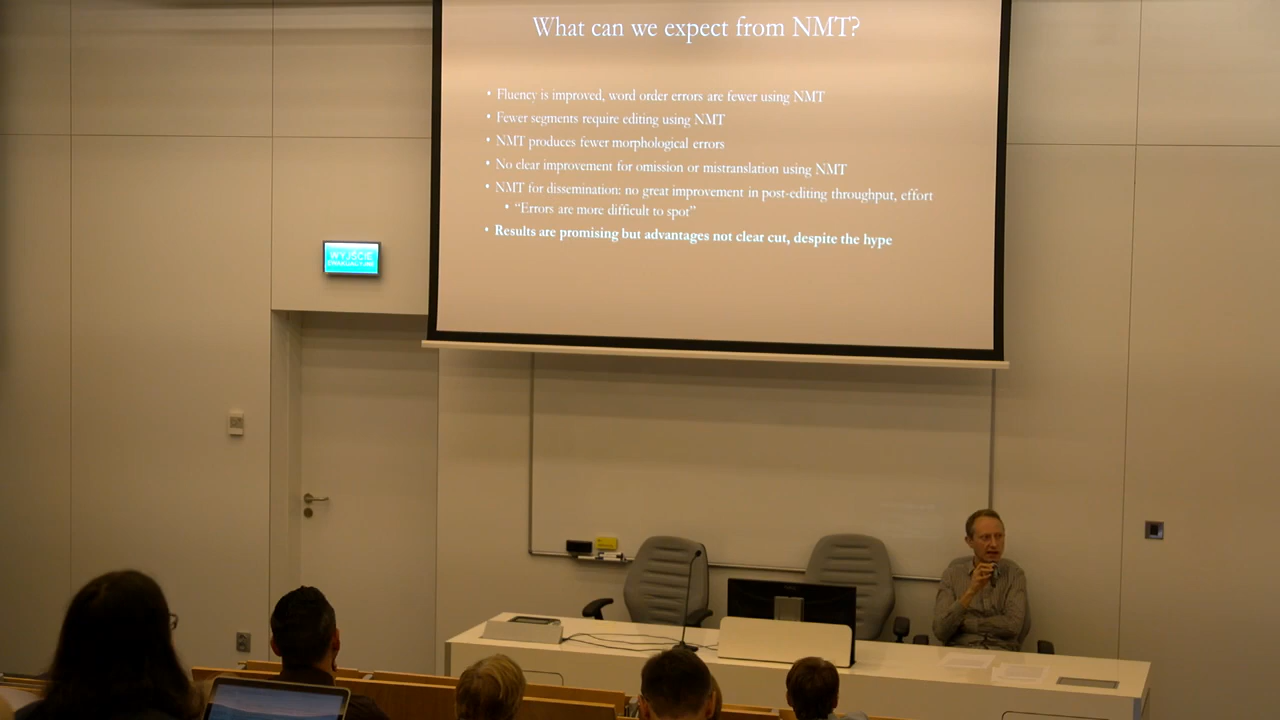 What can we expect from NMT?
• Fluency is improved, word order errors are fewer using NMT
• Fewer segments require editing using NMT
• NMT produces fewer morphological errors
• No clear improvement for omission or mistranslation using NMT
• NMT for dissemination: no great improvement in post-editing throughput, effort
• “Errors are more difficult to spot”
• Results are promising but advantages not clear cut, despite the hype
WYJŚCIE